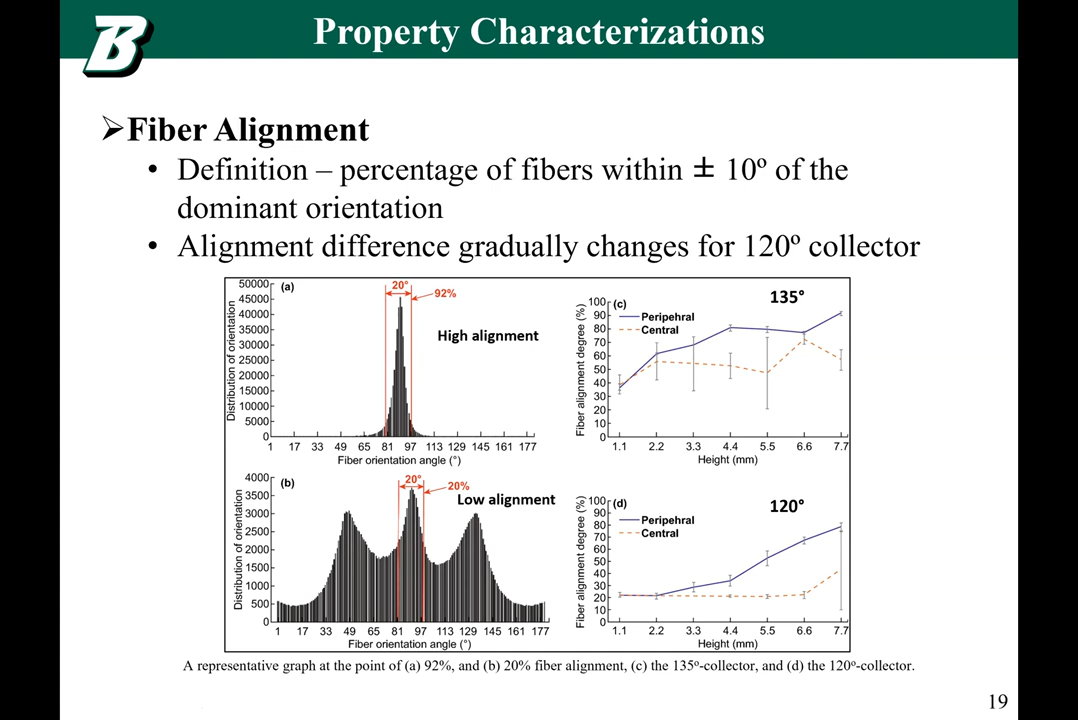 B
Property Characterizations
➢Fiber Alignment
• Definition – percentage of fibers within ± 10º of the
dominant orientation
• Alignment difference gradually changes for 120º collector
(a)
20°
92%
High alignment
Distribution of orientation
50000
45000
40000
35000
30000
25000
20000
15000
10000
5000
0
1 17 33 49 65 81 97 113 129 145 161 177
Fiber orientation angle (°)
(c)
135°
Peripehral
Central
Fiber alignment degree (%)
100
90
80
70
60
50
40
30
20
10
0
1.1 2.2 3.3 4.4 5.5 6.6 7.7
Height (mm)
(b)
20°
20%
Low alignment
Distribution of orientation
4000
3500
3000
2500
2000
1500
1000
500
0
1 17 33 49 65 81 97 113 129 145 161 177
Fiber orientation angle (°)
(d)
120°
Peripehral
Central
Fiber alignment degree (%)
100
90
80
70
60
50
40
30
20
10
0
1.1 2.2 3.3 4.4 5.5 6.6 7.7
Height (mm)
A representative graph at the point of (a) 92%, and (b) 20% fiber alignment, (c) the 135º-collector, and (d) the 120º-collector.
19